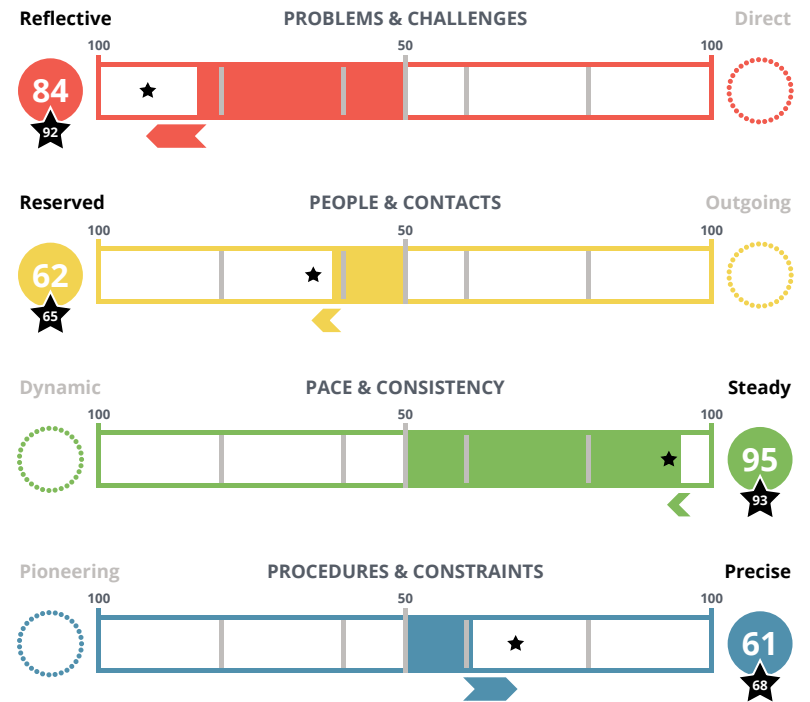 Reflective PROBLEMS & CHALLENGES Direct
100 50 100
84
92
Reserved PEOPLE & CONTACTS Outgoing
100 50 100
62
65
Dynamic PACE & CONSISTENCY Steady
100 50 100
95
93
Pioneering PROCEDURES & CONSTRAINTS Precise
100 50 100
61
68